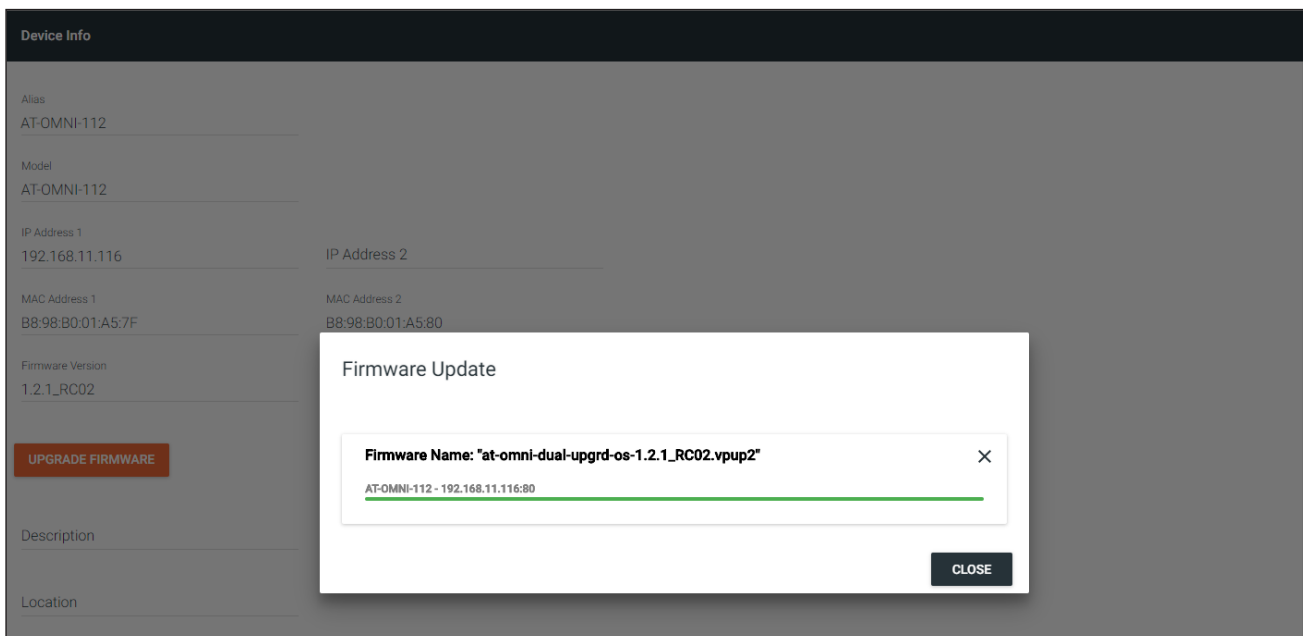 Device Info
Alias
AT-OMNI-112
Model
AT-OMNI-112
IP Address 1
192.168.11.116
IP Address 2
MAC Address 1
MAC Address 2
B8:98:B0:01:A5:7F
B8:98:B0:01:A5:80
Firmware Version
1.2.1_RC02
UPGRADE FIRMWARE
Description
Location
Firmware Update
Firmware Name: "at-omni-dual-upgrd-os-1.2.1_RC02.vpup2"
AT-OMNI-112 - 192.168.11.116:80
CLOSE